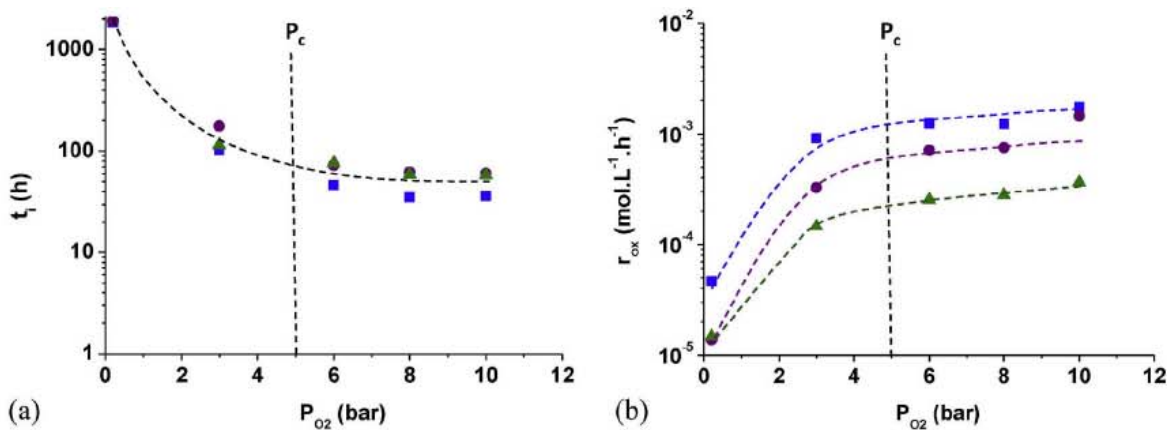 P_c
1000
100
10
1
t_i (h)
0 2 4 6 8 10 12
P_O2 (bar)
(a)
P_c
10^-2
10^-3
10^-4
10^-5
r_ox (mol.L^-1.h^-1)
0 2 4 6 8 10 12
P_O2 (bar)
(b)